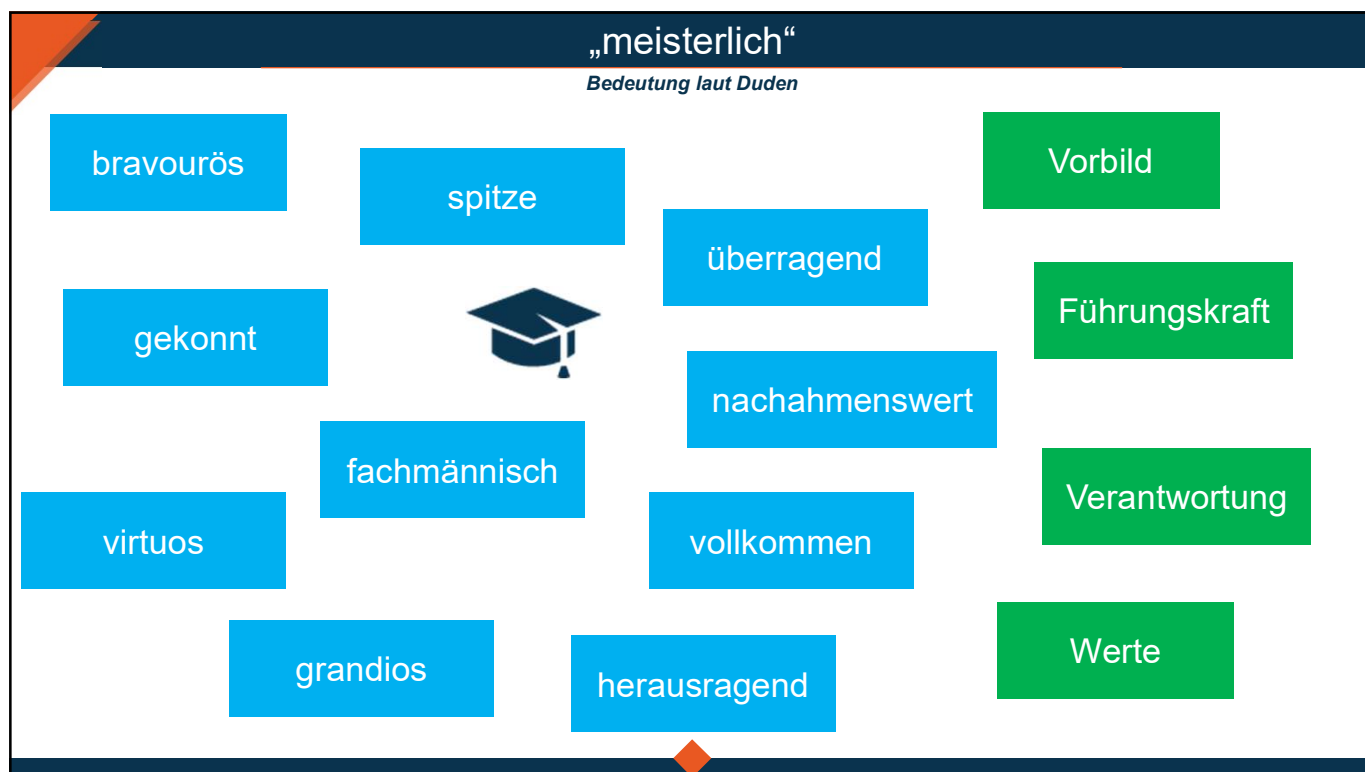 „meisterlich“
Bedeutung laut Duden
bravourös
spitze
überragend
Vorbild
gekonnt
Führungskraft
nachahmenswert
fachmännisch
Verantwortung
virtuos
vollkommen
grandios
herausragend
Werte